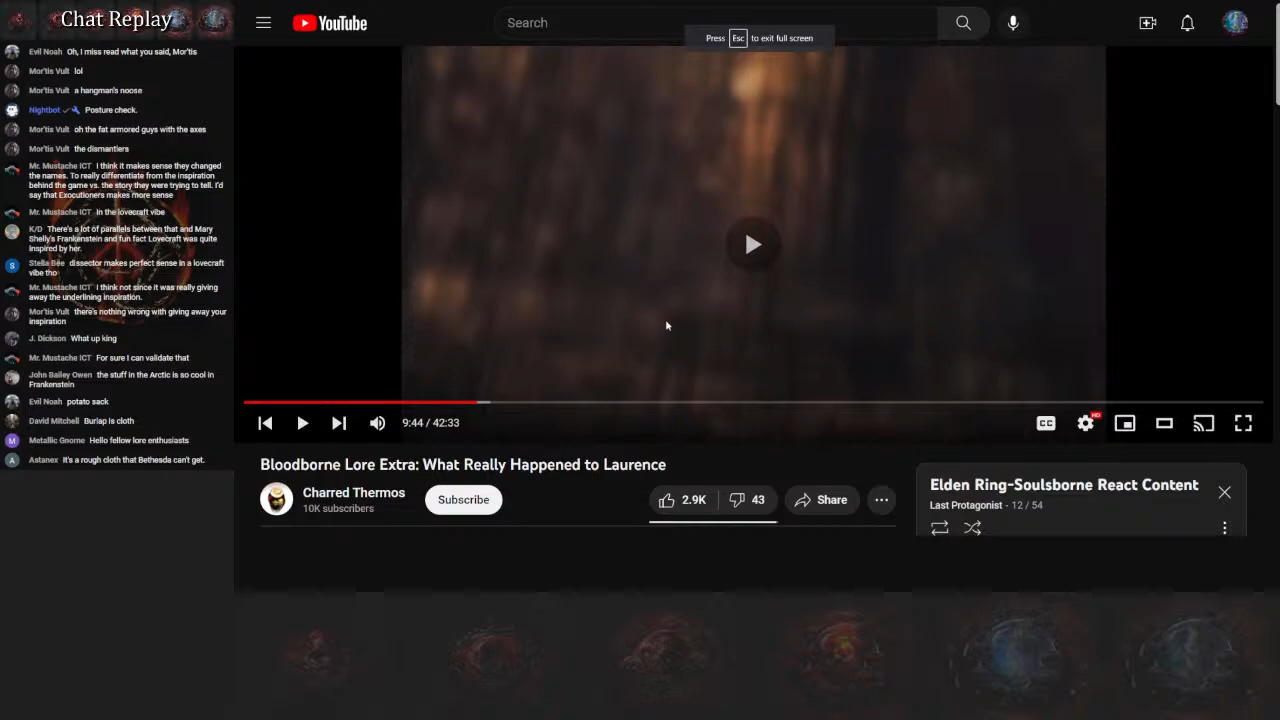 Chat Replay
YouTube
Search
Press Esc to exit full screen
Evil Noah Oh, I miss read what you said, Mor'tis
Mor'tis Vult lol
Mor'tis Vult a hangman's noose
Nightbot Posture check.
Mor'tis Vult oh the fat armored guys with the axes
Mor'tis Vult the dismantlers
Mr. Mustache ICT I think it makes sense they changed
the names. To really differentiate from the inspiration
behind the game vs. the story they were trying to tell. I'd
say that Exocutioners makes more sense
Mr. Mustache ICT In the lovecraft vibe
K/D There's a lot of parallels between that and Mary
Shelly's Frankenstein and fun fact Lovecraft was quite
inspired by her.
Stella Bee dissector makes perfect sense in a lovecraft
vibe tho
Mr. Mustache ICT I think not since it was really giving
away the underlining inspiration.
Mor'tis Vult there's nothing wrong with giving away your
inspiration
J. Dickson What up king
Mr. Mustache ICT For sure I can validate that
John Bailey Owen the stuff in the Arctic is so cool in
Frankenstein
Evil Noah potato sack
David Mitchell Burlap is cloth
M Metallic Gnome Hello fellow lore enthusiasts
A Astanex It's a rough cloth that Bethesda can't get.
9:44 / 42:33
CC
HD
Bloodborne Lore Extra: What Really Happened to Laurence
Charred Thermos
10K subscribers
Subscribe
2.9K
43
Share
Elden Ring-Soulsborne React Content
Last Protagonist - 12 / 54